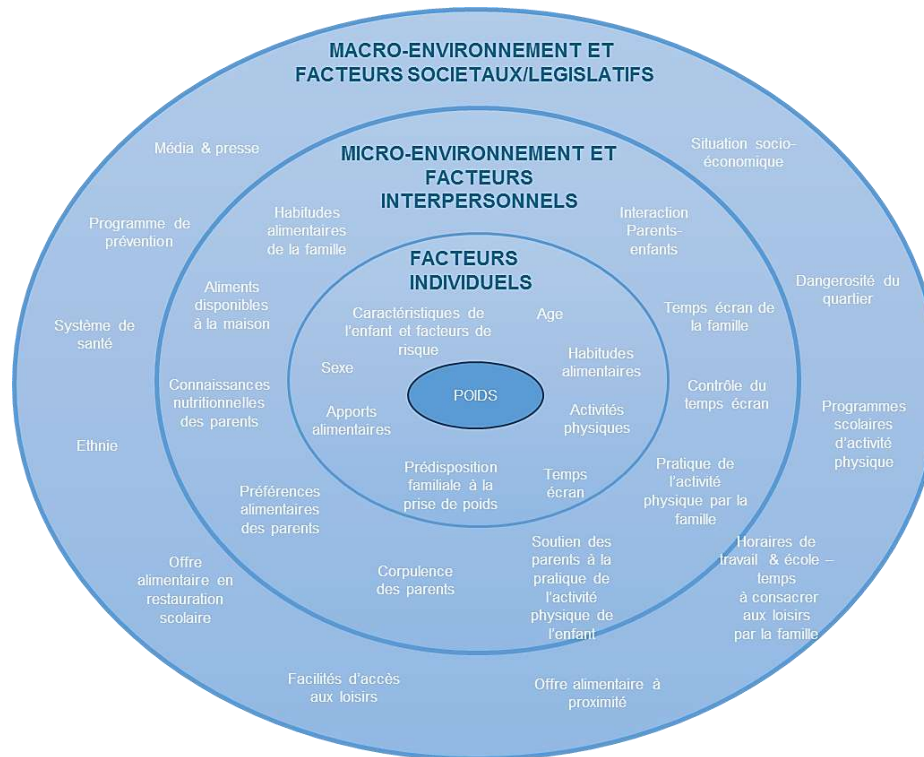 MACRO-ENVIRONNEMENT ET
FACTEURS SOCIETAUX/LEGISLATIFS
Média & presse
Situation socio-
économique
Programme de
prévention
Dangerosité du
quartier
Système de
santé
Programmes
scolaires
d'activité
physique
Ethnie
Offre
alimentaire en
restauration
scolaire
Horaires de
travail & école –
temps
à consacrer
aux loisirs
par la famille
Facilités d'accès
aux loisirs
Offre alimentaire à
proximité
MICRO-ENVIRONNEMENT ET
FACTEURS
INTERPERSONNELS
Habitudes
alimentaires
de la famille
Interaction
Parents-
enfants
Aliments
disponibles
à la maison
Temps écran de
la famille
Connaissances
nutritionnelles
des parents
Contrôle du
temps écran
Préférences
alimentaires
des parents
Pratique de
l'activité
physique par la
famille
Corpulence
des parents
Soutien des
parents à la
pratique de
l'activité
physique de
l'enfant
FACTEURS
INDIVIDUELS
Caractéristiques de
l'enfant et facteurs de
risque
Age
Sexe
Habitudes
alimentaires
Apports
alimentaires
Activités
physiques
Prédisposition
familiale à la
prise de poids
Temps
écran
POIDS